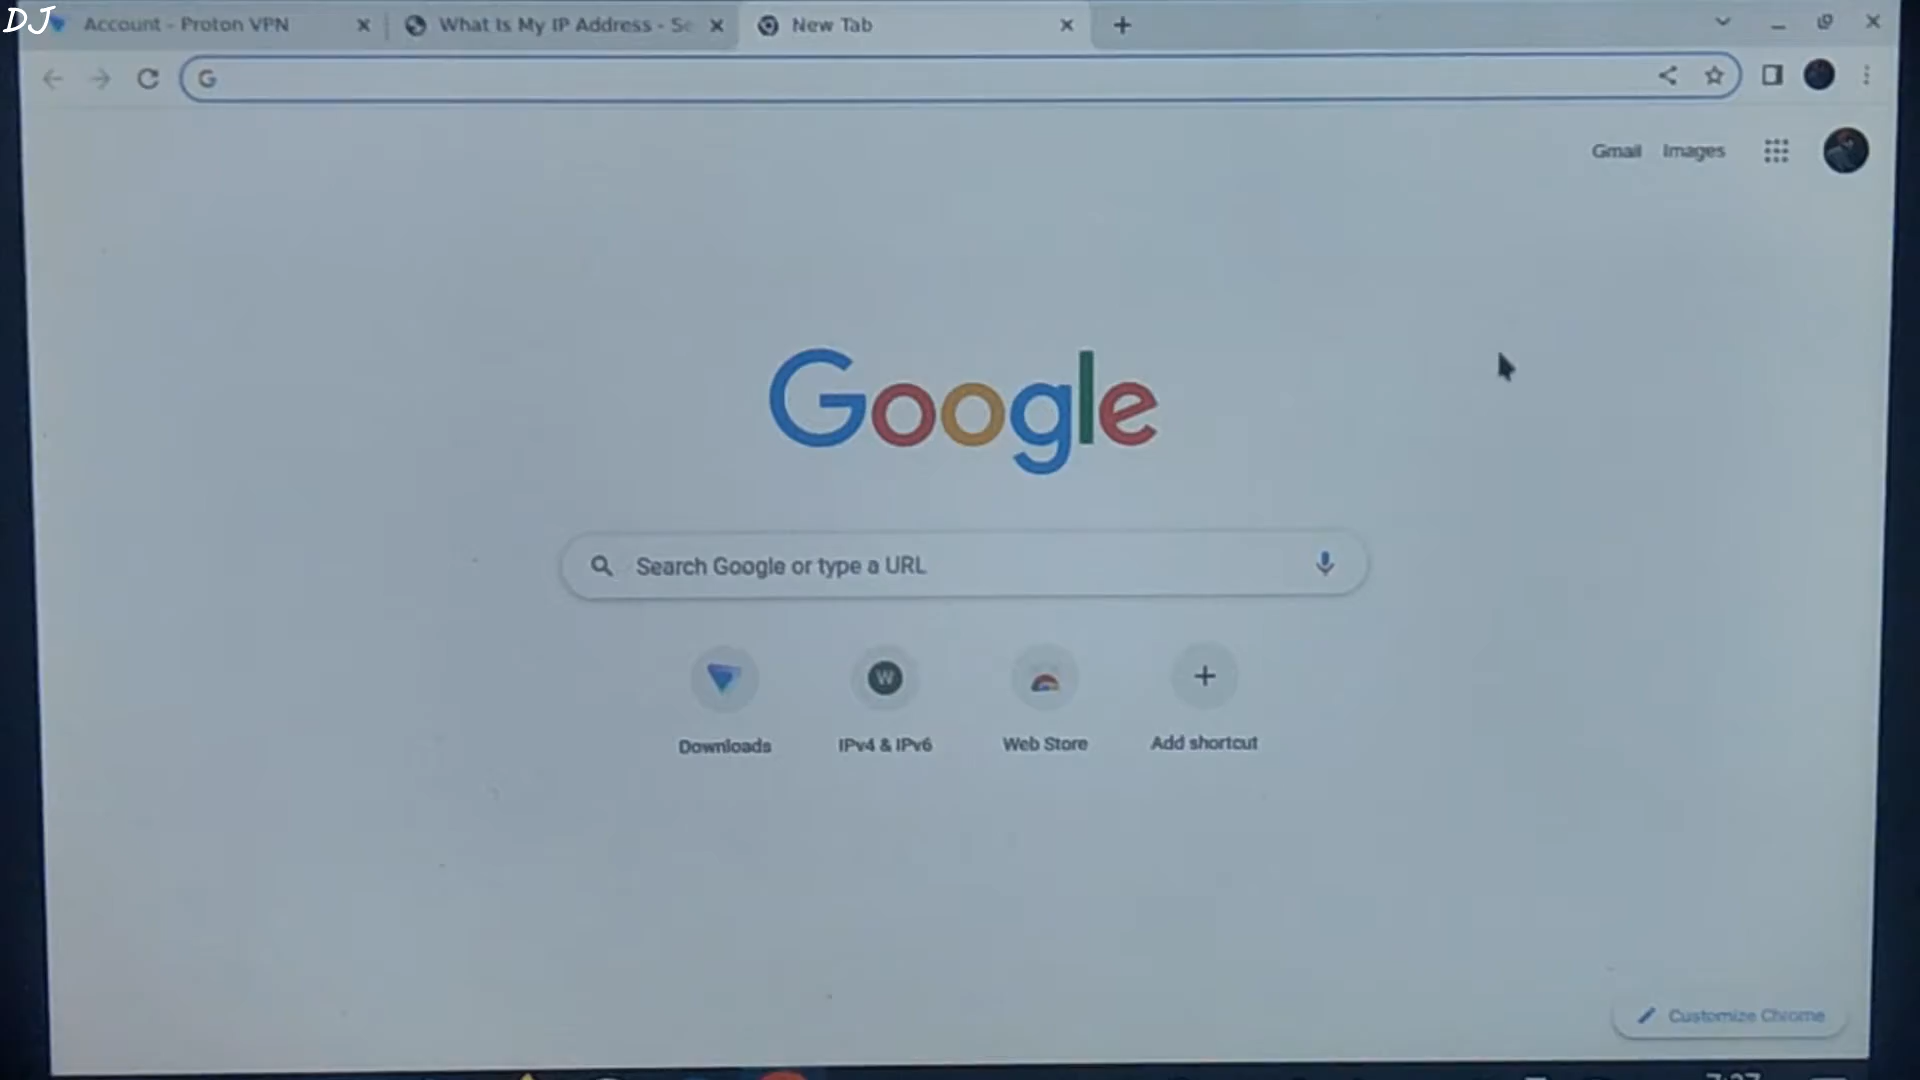 DJ
Account - Proton VPN
What Is My IP Address - Se
New Tab
G
Gmail
Images
Google
Search Google or type a URL
W
Downloads
IPv4 & IPv6
Web Store
Add shortcut
Customize Chrome